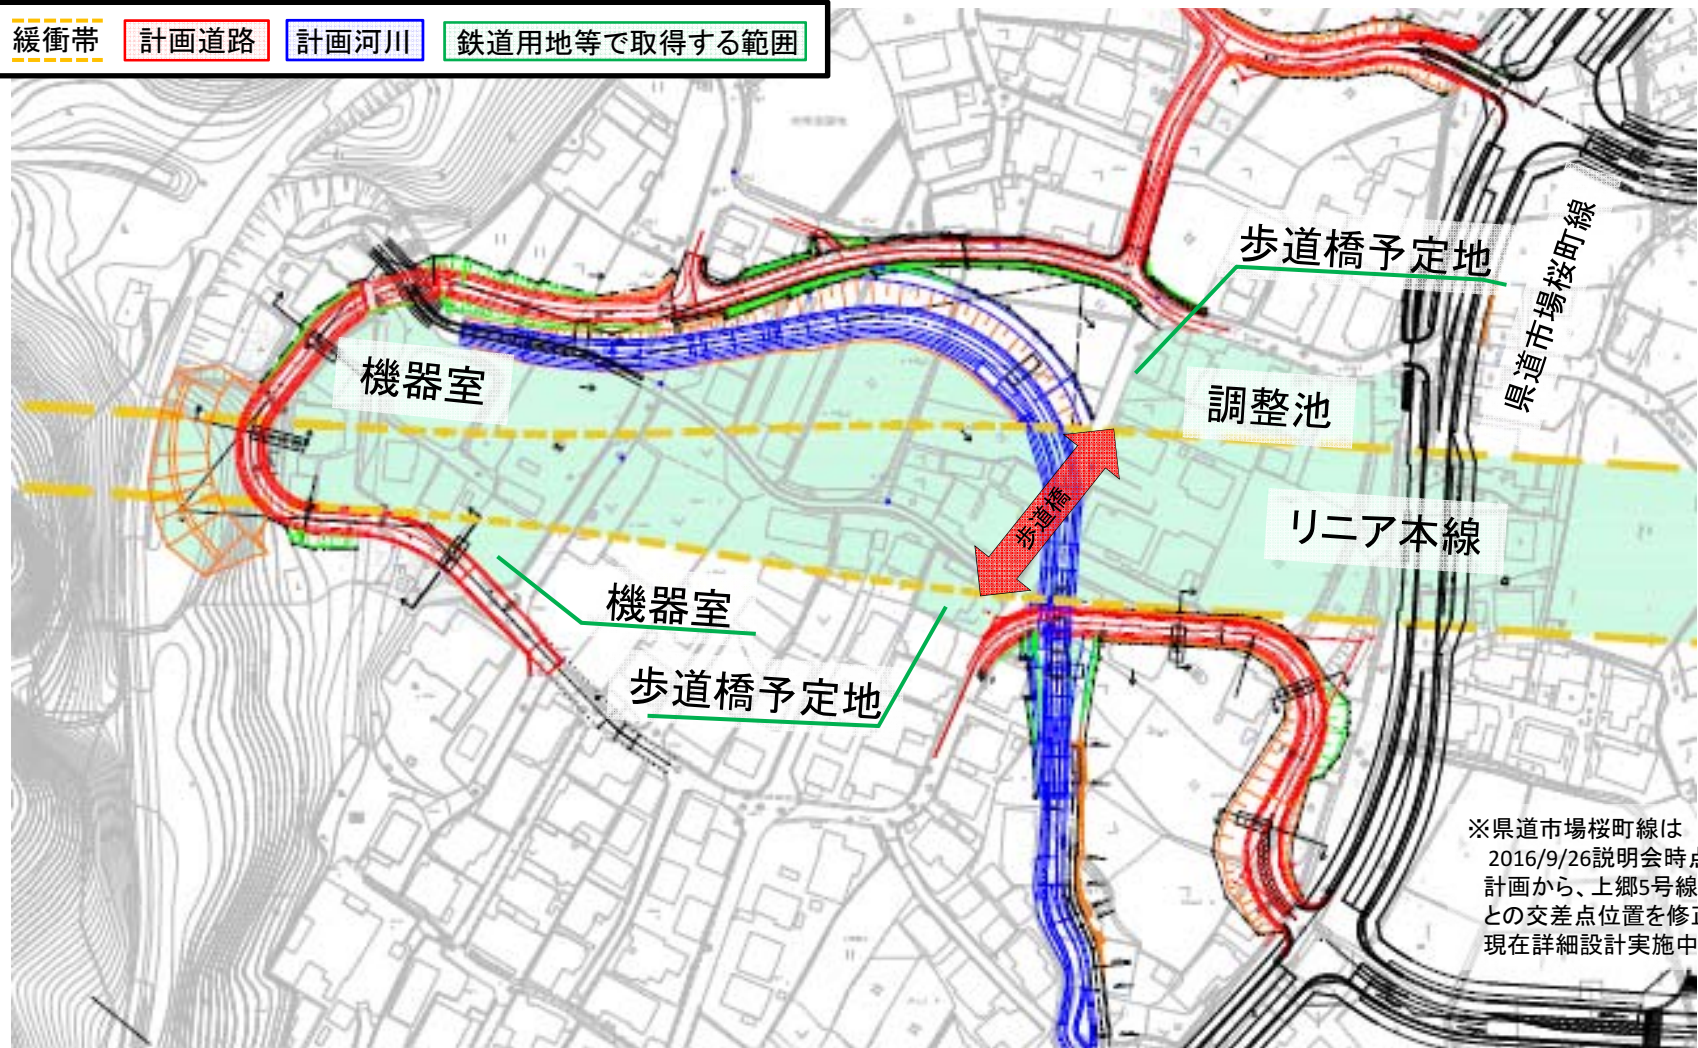 緩衝帯
計画道路
計画河川
鉄道用地等で取得する範囲
歩道橋予定地
県道市場桜町線
機器室
調整池
歩道橋
リニア本線
機器室
歩道橋予定地
※県道市場桜町線は
2016/9/26説明会時点
計画から、上郷5号線
との交差点位置を修正
現在詳細設計実施中